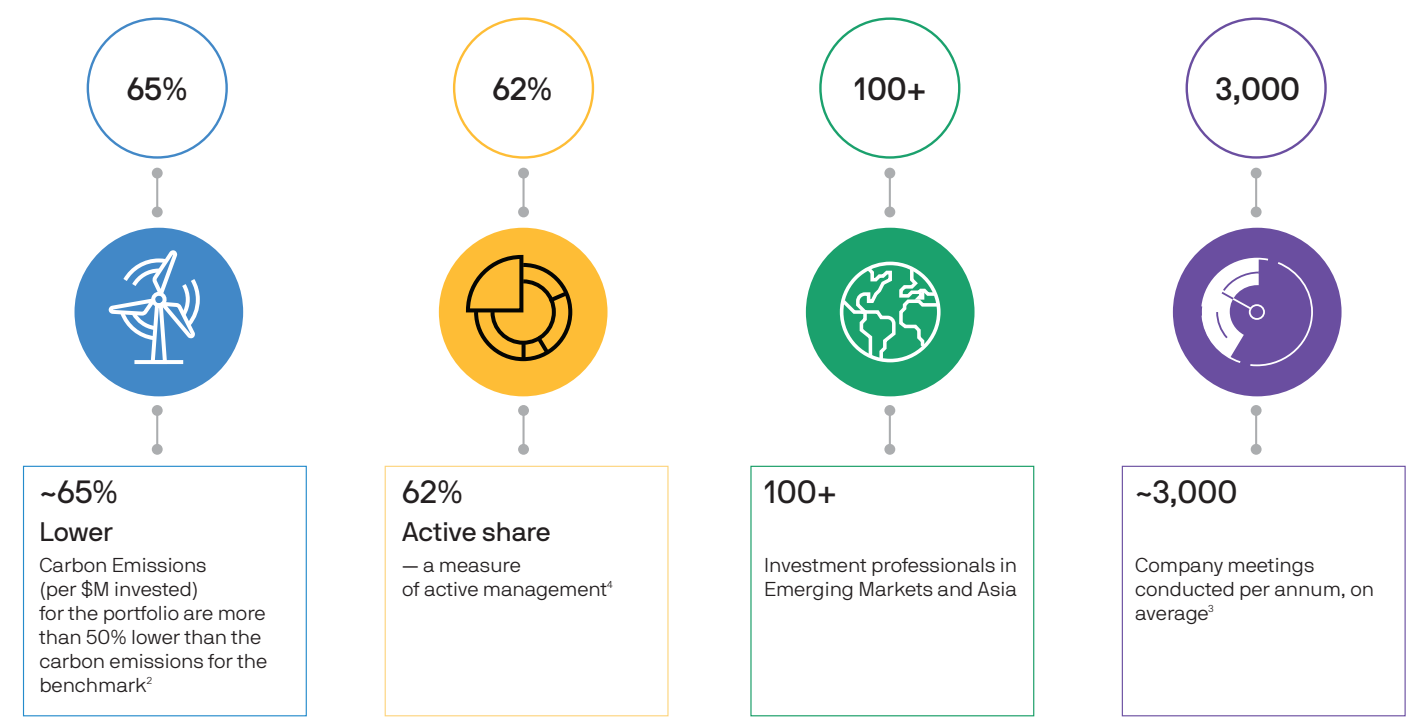 65%
62%
100+
3,000
~65%
Lower
Carbon Emissions
(per $M invested)
for the portfolio are more
than 50% lower than the
carbon emissions for the
benchmark²
62%
Active share
— a measure
of active management⁴
100+
Investment professionals in
Emerging Markets and Asia
~3,000
Company meetings
conducted per annum, on
average³